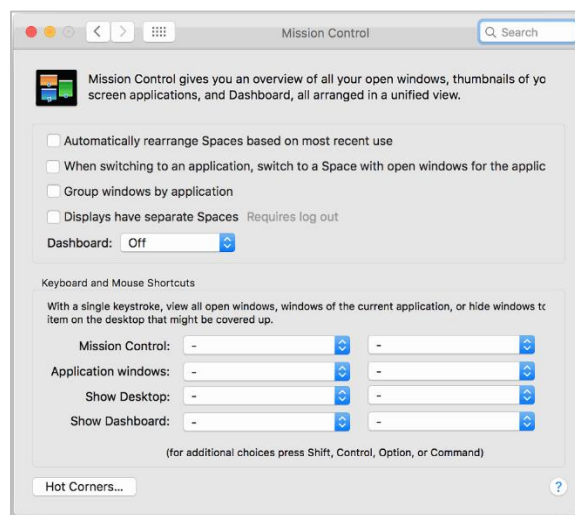 Mission Control
Search
Mission Control gives you an overview of all your open windows, thumbnails of yo
screen applications, and Dashboard, all arranged in a unified view.
Automatically rearrange Spaces based on most recent use
When switching to an application, switch to a Space with open windows for the applic
Group windows by application
Displays have separate Spaces Requires log out
Dashboard: Off
Keyboard and Mouse Shortcuts
With a single keystroke, view all open windows, windows of the current application, or hide windows to
item on the desktop that might be covered up.
Mission Control: - -
Application windows: - -
Show Desktop: - -
Show Dashboard: - -
(for additional choices press Shift, Control, Option, or Command)
Hot Corners... ?